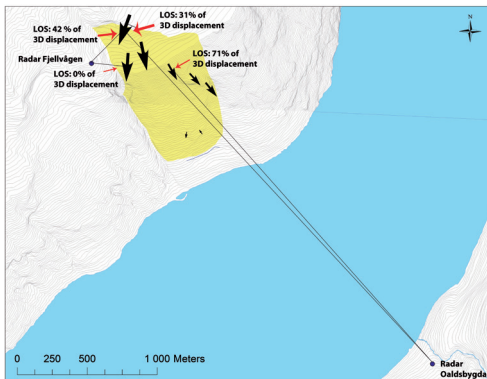 LOS: 42 % of
3D displacement
LOS: 31% of
3D displacement
N
Radar Fjellvågen
LOS: 71% of
3D displacement
LOS: 0% of
3D displacement
0 250 500 1 000 Meters
Radar
Oaldsbygda